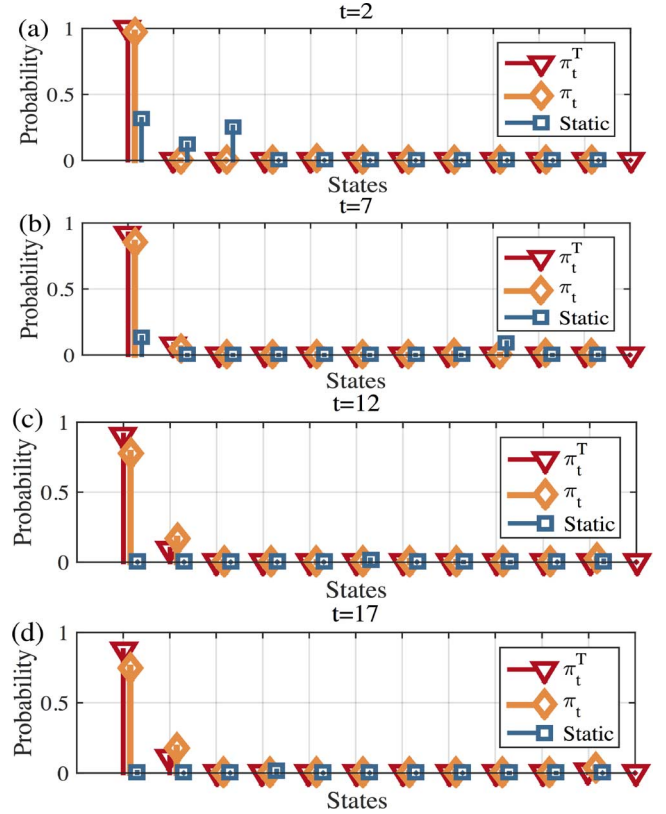 (a)
t=2
Probability
1
0.5
0
π_t^T
π_t
Static
States
(b)
t=7
Probability
1
0.5
0
π_t^T
π_t
Static
States
(c)
t=12
Probability
1
0.5
0
π_t^T
π_t
Static
States
(d)
t=17
Probability
1
0.5
0
π_t^T
π_t
Static
States